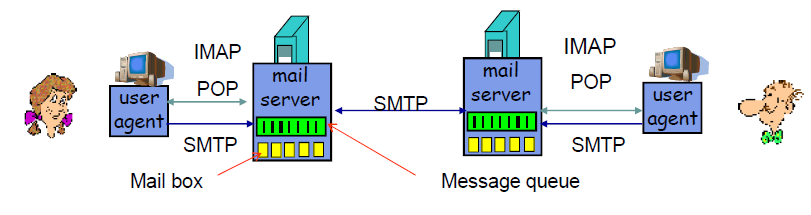 IMAP
POP
SMTP
user
agent
mail
server
SMTP
mail
server
IMAP
POP
SMTP
user
agent
Mail box
Message queue